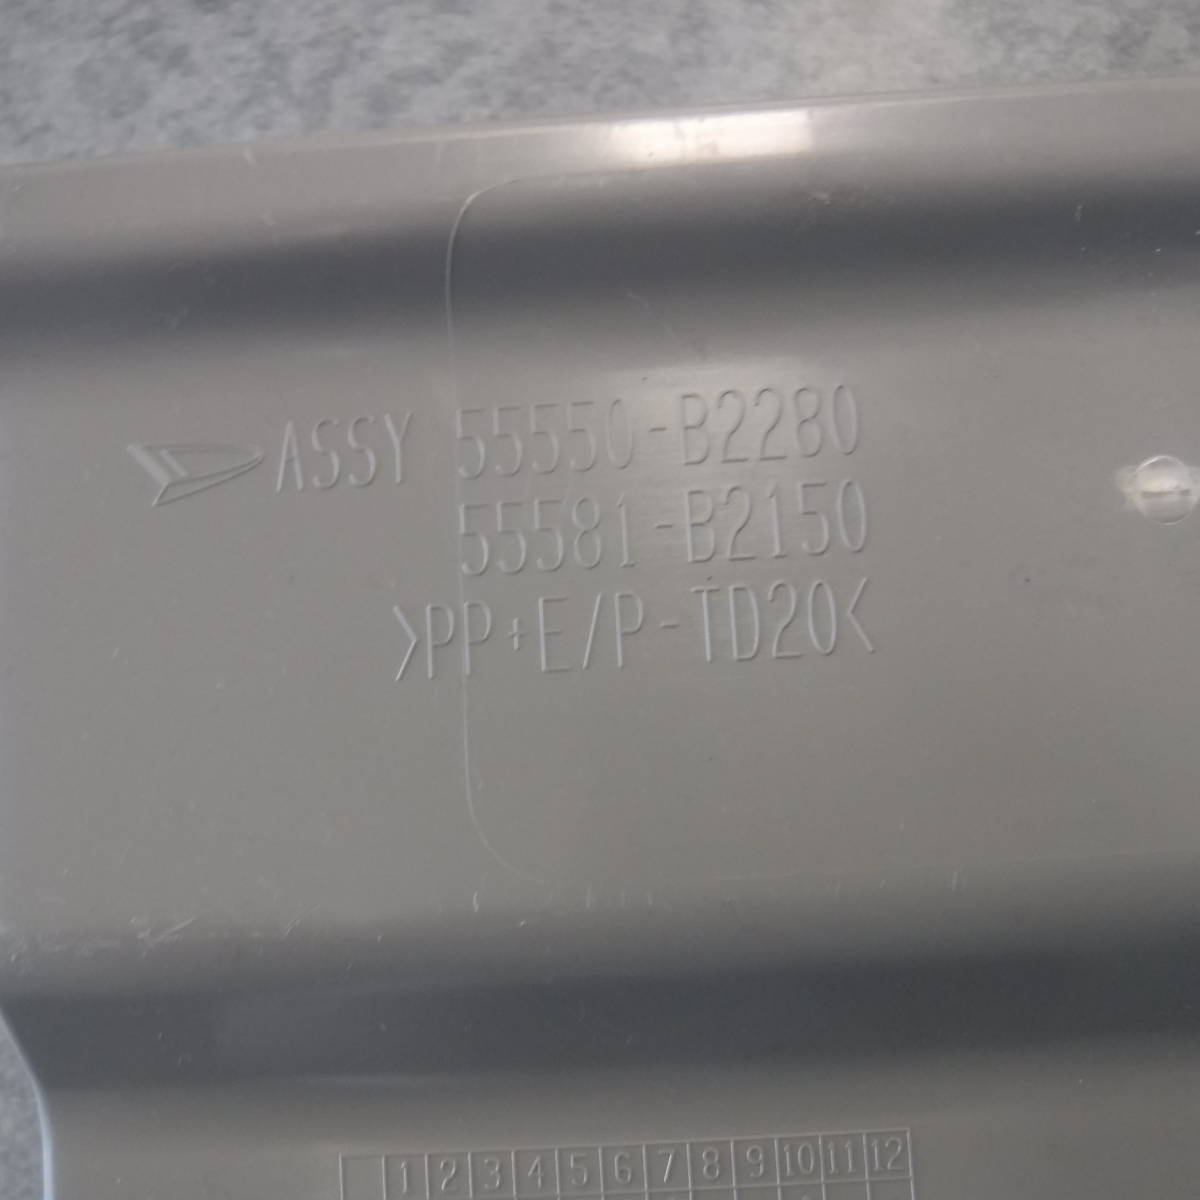 ASSY 55550-B2280
55581-B2150
>PP+E/P-TD20<
1 2 3 4 5 6 7 8 9 10 11 12